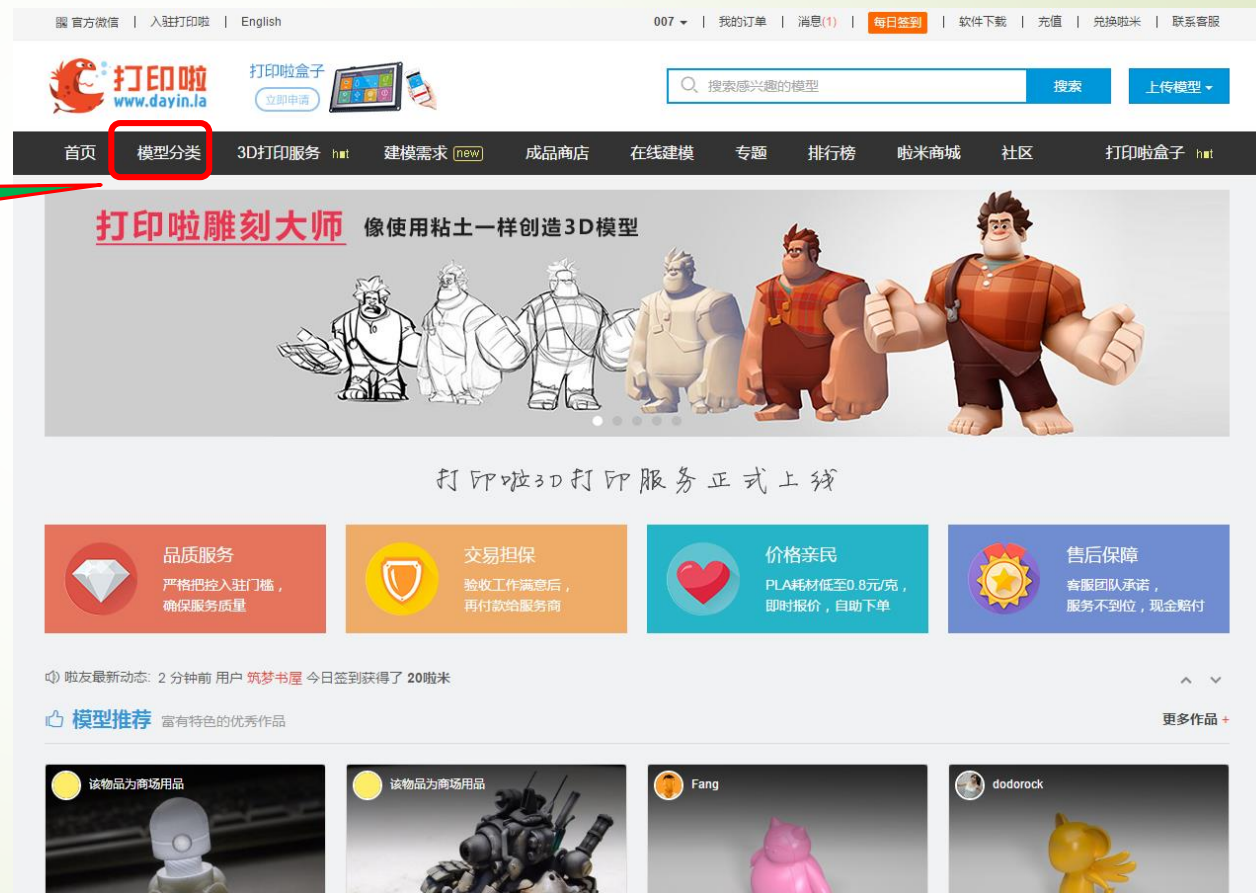 官方微信 | 入驻打印啦 | English
007 | 我的订单 | 消息(1) | 每日签到 | 软件下载 | 充值 | 兑换啦米 | 联系客服
打印啦
www.dayin.la
打印啦盒子
立即申请
搜索感兴趣的模型
搜索
上传模型
首页 模型分类 3D打印服务 hot 建模需求 new 成品商店 在线建模 专题 排行榜 啦米商城 社区 打印啦盒子 hot
打印啦雕刻大师 像使用粘土一样创造3D模型
打印啦3D打印服务正式上线
品质服务
严格把控入驻门槛，
确保服务质量
交易担保
验收工作满意后，
再付款给服务商
价格亲民
PLA耗材低至0.8元/克，
即时报价，自助下单
售后保障
客服团队承诺，
服务不到位，现金赔付
啦友最新动态: 2 分钟前 用户 筑梦书屋 今日签到获得了 20啦米
模型推荐 富有特色的优秀作品
更多作品 +
该物品为商场用品
该物品为商场用品
Fang
dodorock